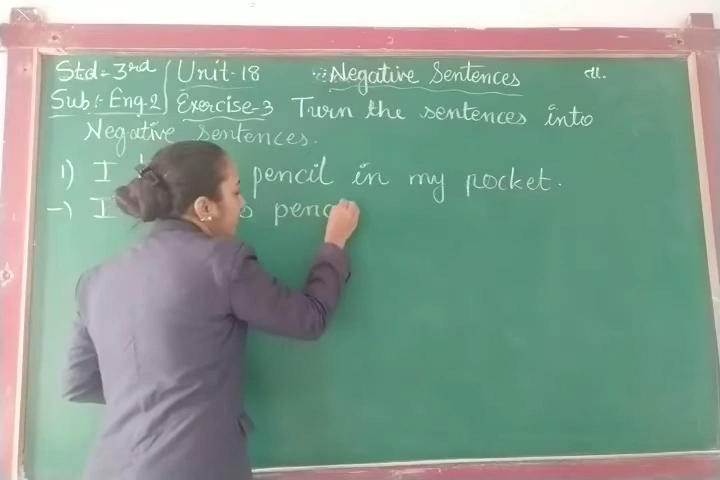 Std-3rd Unit-18 Negative Sentences
Sub:-Eng.2 Exercise-3 Turn the sentences into
Negative sentences.
1) I pencil in my pocket.
→ I penc